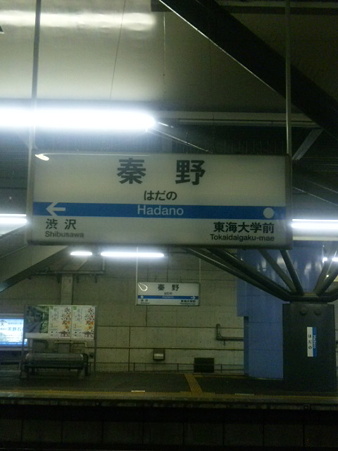 秦野
はだの
Hadano
渋沢
Shibusawa
東海大学前
Tokaidaigaku-mae
秦野